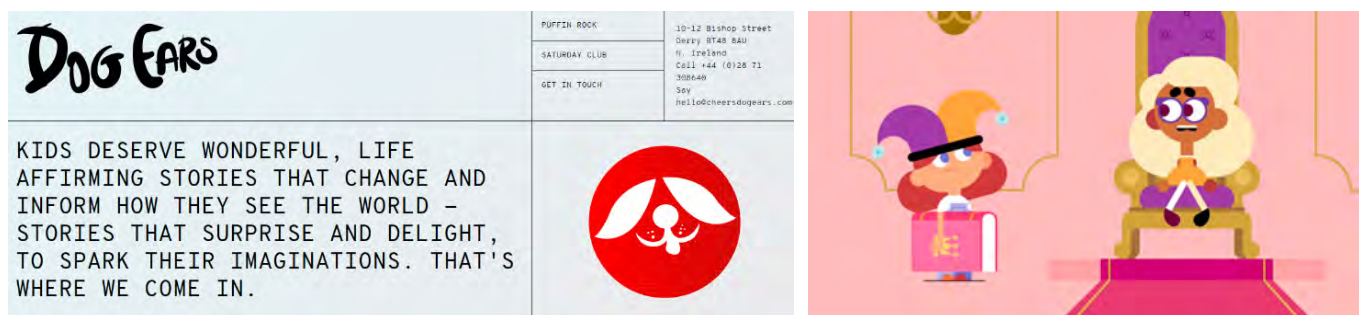 DOG EARS
PUFFIN ROCK
SATURDAY CLUB
GET IN TOUCH
10-12 Bishop Street
Derry BT48 8AU
N. Ireland
Call +44 (0)28 71
308640
Say
hello@cheersdogears.com
KIDS DESERVE WONDERFUL, LIFE
AFFIRMING STORIES THAT CHANGE AND
INFORM HOW THEY SEE THE WORLD –
STORIES THAT SURPRISE AND DELIGHT,
TO SPARK THEIR IMAGINATIONS. THAT'S
WHERE WE COME IN.